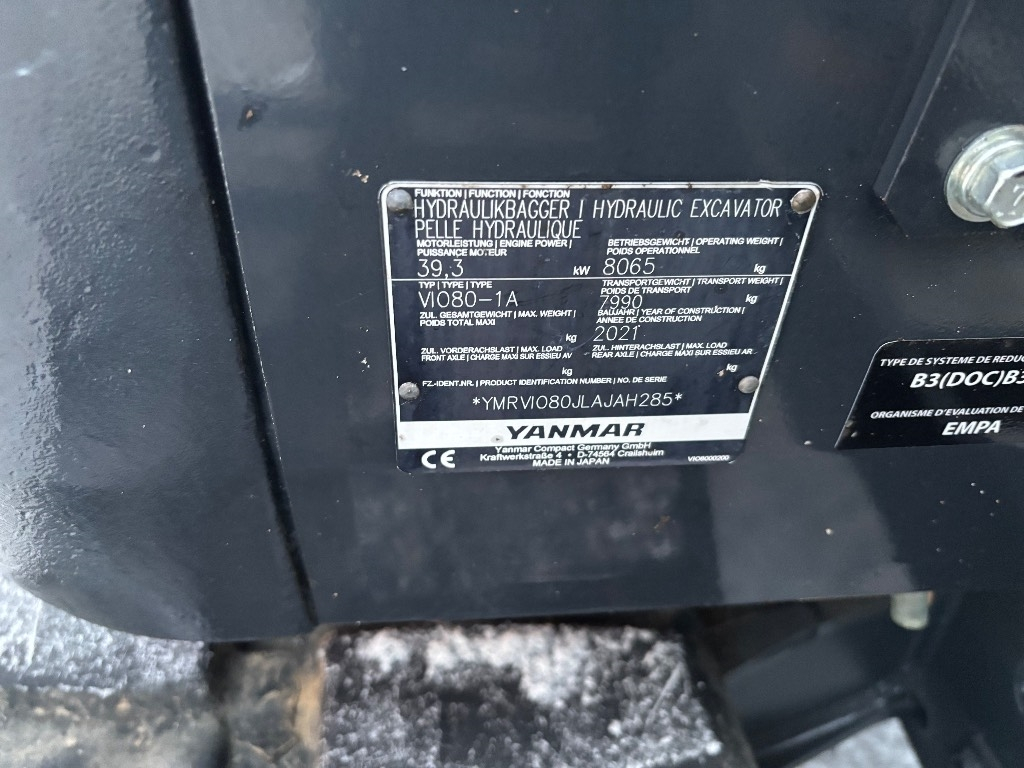 FUNKTION | FUNCTION | FONCTION
HYDRAULIKBAGGER | HYDRAULIC EXCAVATOR
PELLE HYDRAULIQUE
MOTORLEISTUNG | ENGINE POWER |
PUISSANCE MOTEUR
39,3 kW
BETRIEBSGEWICHT | OPERATING WEIGHT |
POIDS OPERATIONNEL
8065 kg
TYP | TYPE | TYPE
VIO80-1A
TRANSPORTGEWICHT | TRANSPORT WEIGHT |
POIDS DE TRANSPORT
7990 kg
ZUL. GESAMTGEWICHT | MAX. WEIGHT |
POIDS TOTAL MAXI
kg
BAUJAHR | YEAR OF CONSTRUCTION |
ANNEE DE CONSTRUCTION
2021
ZUL. VORDERACHSLAST | MAX. LOAD
FRONT AXLE | CHARGE MAXI SUR ESSIEU AV
kg
ZUL. HINTERACHSLAST | MAX. LOAD
REAR AXLE | CHARGE MAXI SUR ESSIEU AR
kg
FZ.-IDENT.NR. | PRODUCT IDENTIFICATION NUMBER | NO. DE SERIE
*YMRVIO80JLAJAH285*
YANMAR
CE
Yanmar Compact Germany GmbH
Kraftwerkstraße 4 • D-74564 Crailsheim
MADE IN JAPAN
VIO8000200
TYPE DE SYSTEME DE
B3(DOC)B3
ORGANISME D'EVALUATION DE
EMPA